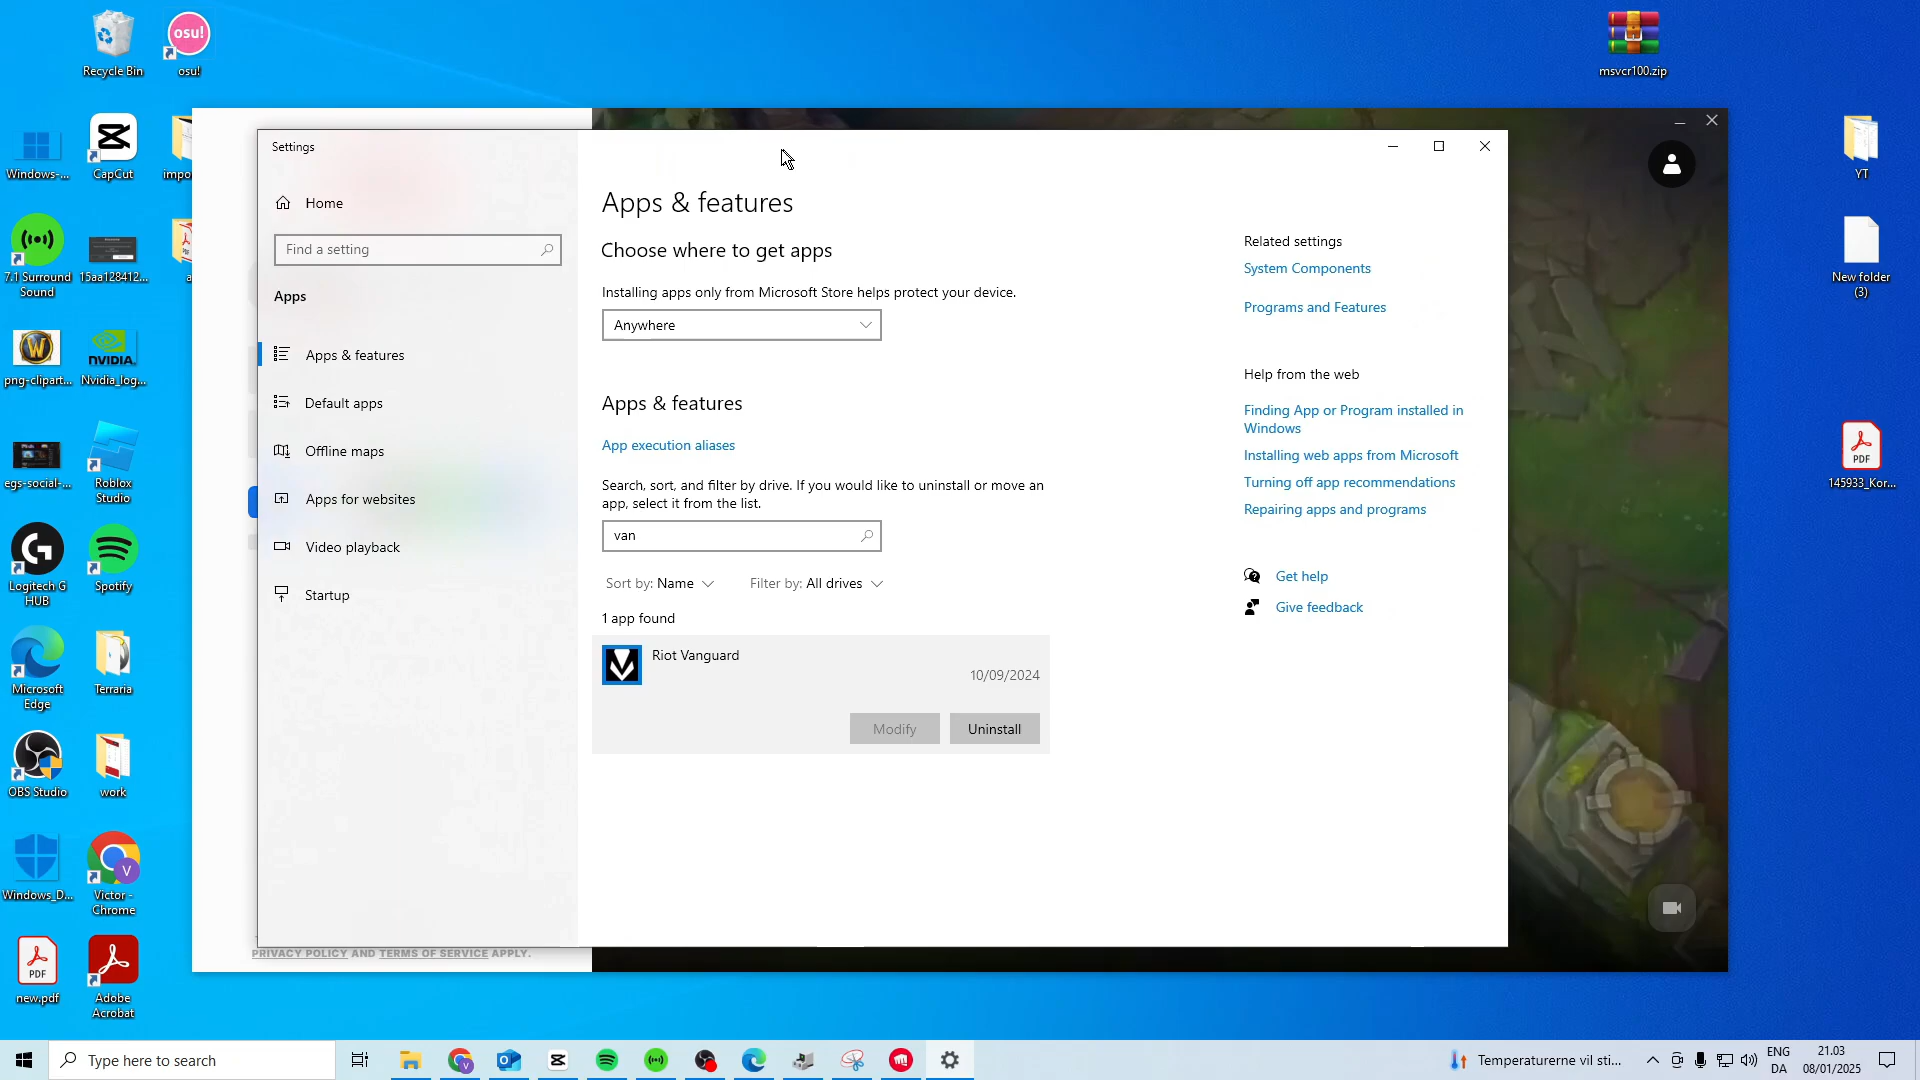 Recycle Bin
osu!
osu!
msvcr100.zip
Windows-...
CapCut
impo
YT
7.1 Surround
Sound
15aa128412...
a
New folder
(3)
png-clipart...
Nvidia_log...
NVIDIA.
egs-social-...
Roblox
Studio
PDF
145933_Kor...
Logitech G
HUB
Spotify
Microsoft
Edge
Terraria
OBS Studio
work
Windows_D...
V
Victor -
Chrome
PDF
new.pdf
Adobe
Acrobat
Settings
Home
Find a setting
Apps
Apps & features
Default apps
Offline maps
Apps for websites
Video playback
Startup
Apps & features
Choose where to get apps
Installing apps only from Microsoft Store helps protect your device.
Anywhere
Apps & features
App execution aliases
Search, sort, and filter by drive. If you would like to uninstall or move an
app, select it from the list.
van
Sort by: Name
Filter by: All drives
1 app found
Riot Vanguard
10/09/2024
Modify
Uninstall
Related settings
System Components
Programs and Features
Help from the web
Finding App or Program installed in
Windows
Installing web apps from Microsoft
Turning off app recommendations
Repairing apps and programs
Get help
Give feedback
PRIVACY POLICY AND TERMS OF SERVICE APPLY.
Type here to search
V
Temperaturerne vil sti...
ENG
DA
21.03
08/01/2025